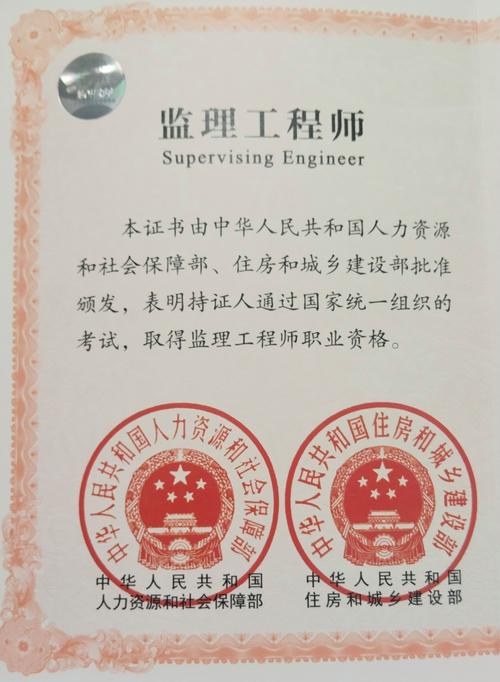 监理工程师
Supervising Engineer
本证书由中华人民共和国人力资源
和社会保障部、住房和城乡建设部批准
颁发，表明持证人通过国家统一组织的
考试，取得监理工程师职业资格。
中华人民共和国人力资源和社会保障部
中华人民共和国住房和城乡建设部
中华人民共和国
人力资源和社会保障部
中华人民共和国
住房和城乡建设部